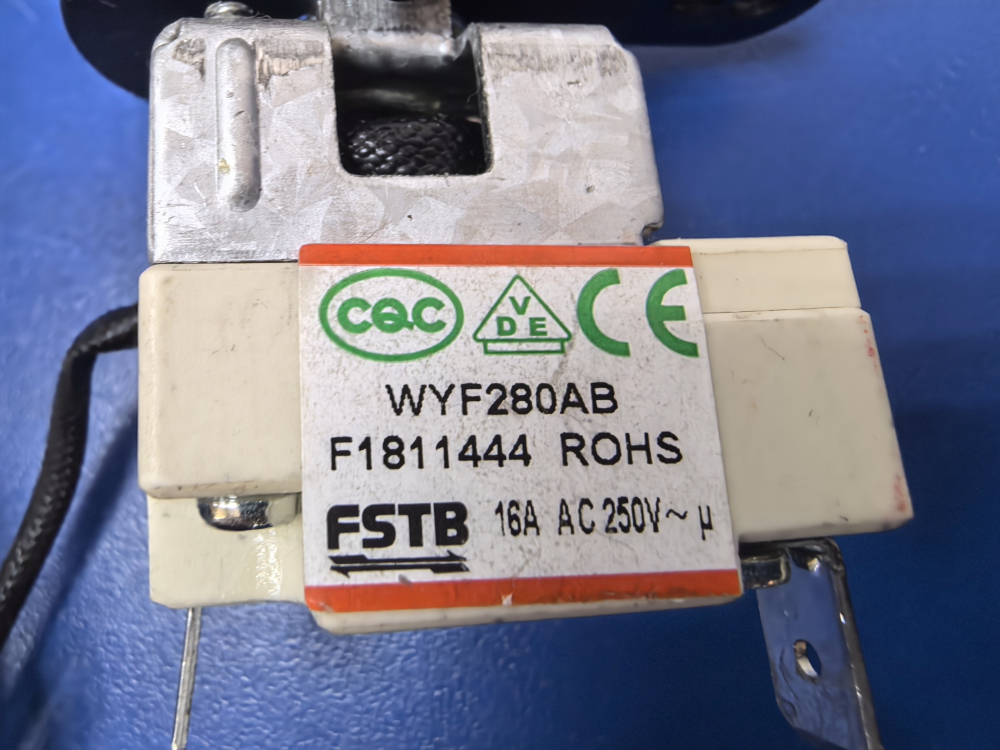 CQC VDE CE
WYF280AB
F1811444 ROHS
FSTB 16A AC 250V~ μ